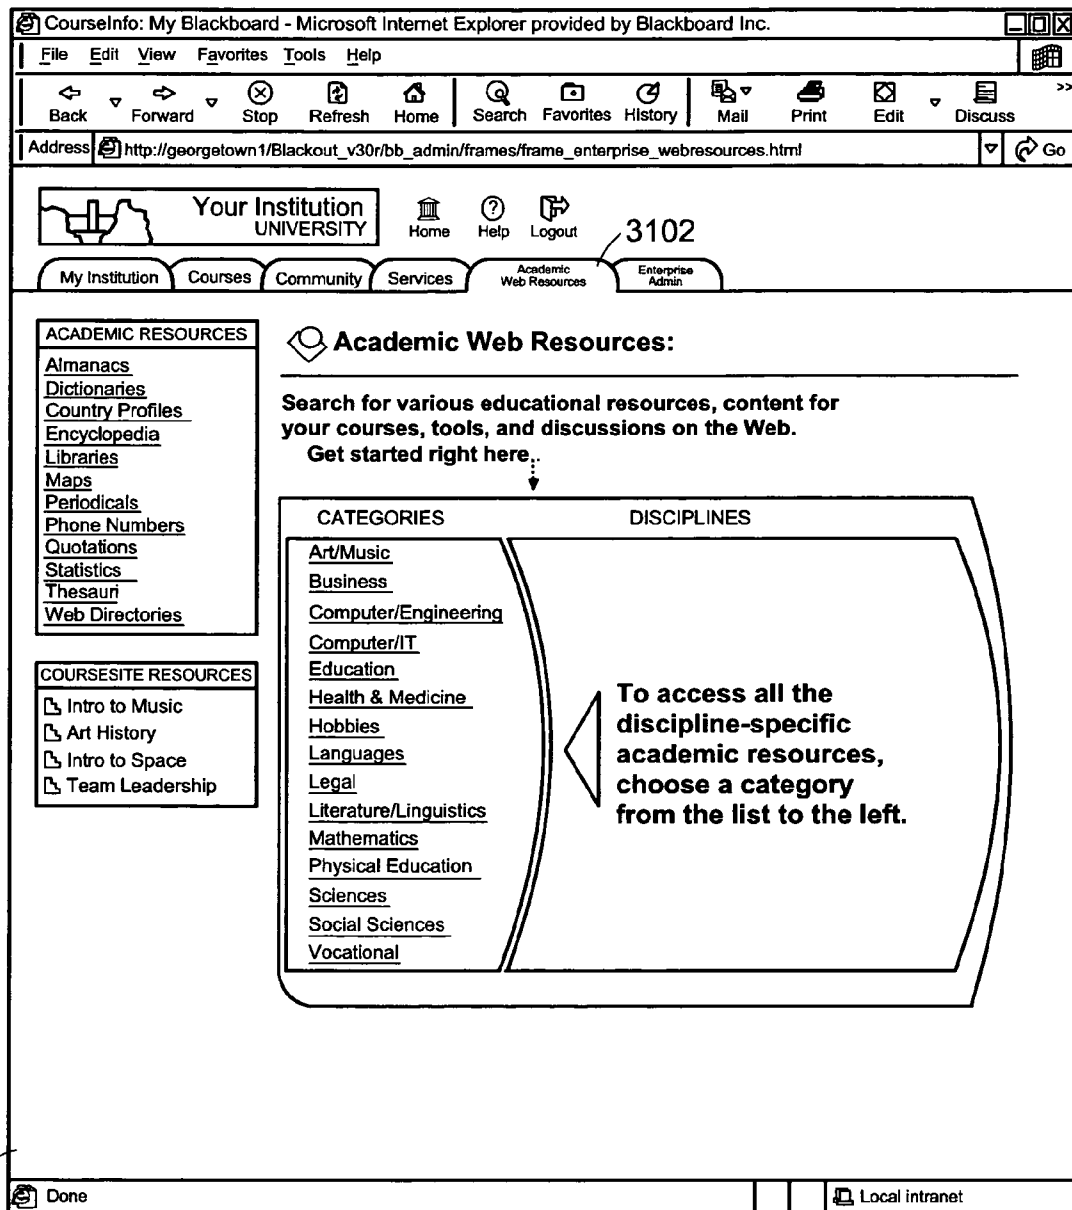 CourseInfo: My Blackboard - Microsoft Internet Explorer provided by Blackboard Inc.
File Edit View Favorites Tools Help
Back Forward Stop Refresh Home Search Favorites History Mail Print Edit Discuss >>
Address http://georgetown1/Blackout_v30r/bb_admin/frames/frame_enterprise_webresources.html Go
Your Institution
UNIVERSITY
Home Help Logout
3102
My Institution Courses Community Services Academic Web Resources Enterprise Admin
ACADEMIC RESOURCES
Almanacs
Dictionaries
Country Profiles
Encyclopedia
Libraries
Maps
Periodicals
Phone Numbers
Quotations
Statistics
Thesauri
Web Directories
COURSESITE RESOURCES
Intro to Music
Art History
Intro to Space
Team Leadership
Academic Web Resources:
Search for various educational resources, content for
your courses, tools, and discussions on the Web.
Get started right here..
CATEGORIES DISCIPLINES
Art/Music
Business
Computer/Engineering
Computer/IT
Education
Health & Medicine
Hobbies
Languages
Legal
Literature/Linguistics
Mathematics
Physical Education
Sciences
Social Sciences
Vocational
To access all the
discipline-specific
academic resources,
choose a category
from the list to the left.
Done Local intranet